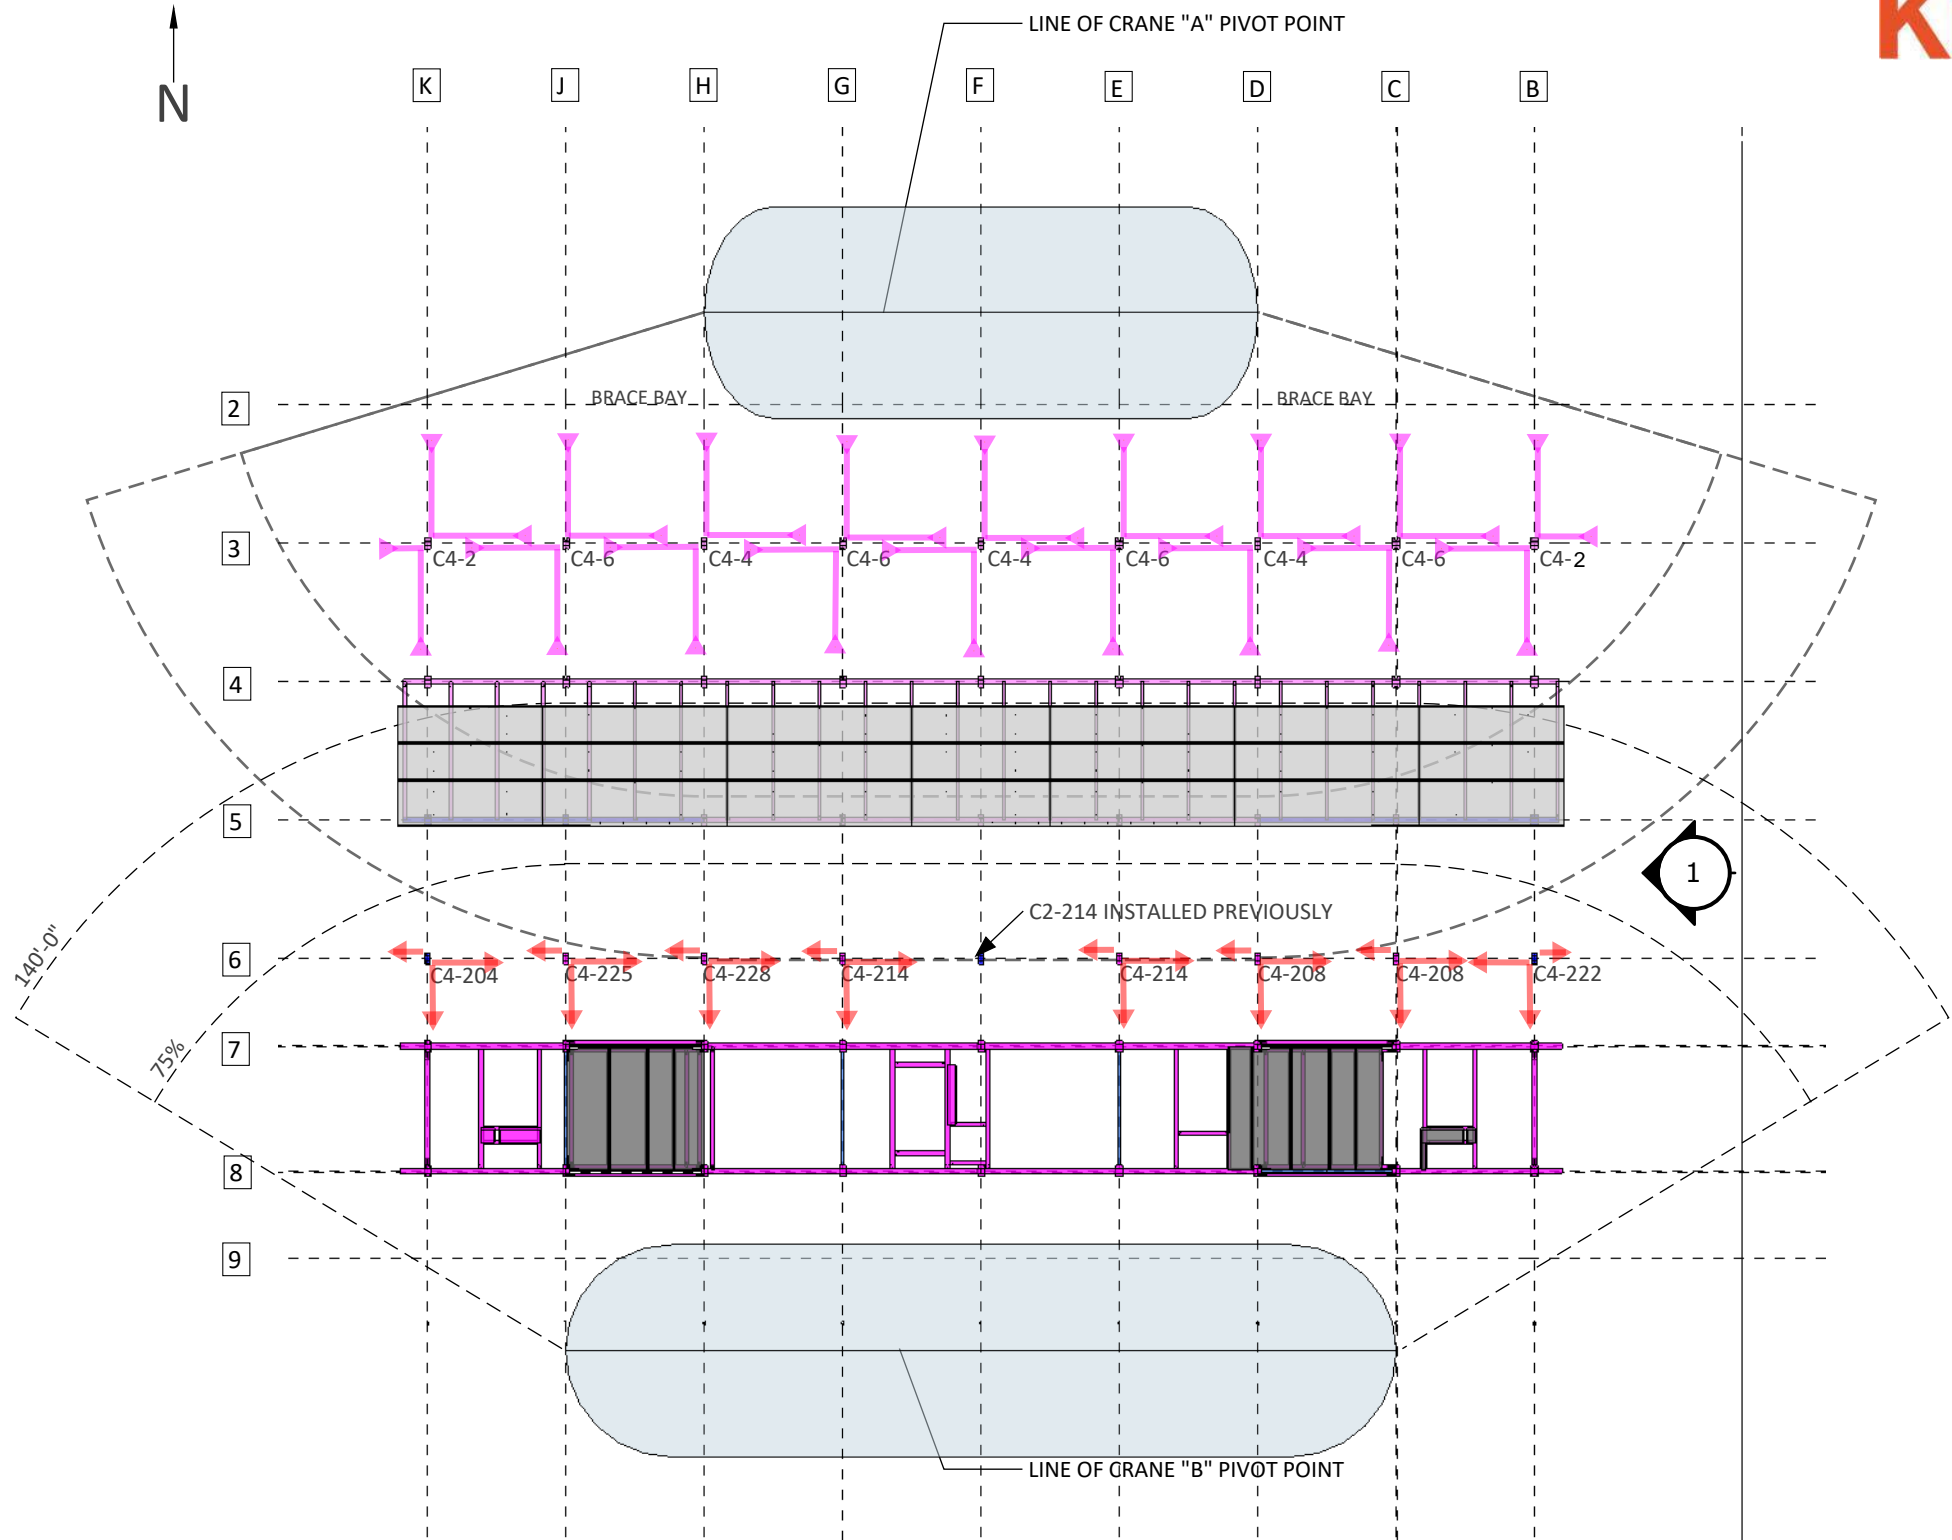 LINE OF CRANE "A" PIVOT POINT
K
N
K J H G F E D C B
2
BRACE BAY BRACE BAY
3
C4-2 C4-6 C4-4 C4-6 C4-4 C4-6 C4-4 C4-6 C4-2
4
5
1
C2-214 INSTALLED PREVIOUSLY
140'-0"
6
C4-204 C4-225 C4-228 C4-214 C4-214 C4-208 C4-208 C4-222
7
75%
8
9
LINE OF CRANE "B" PIVOT POINT